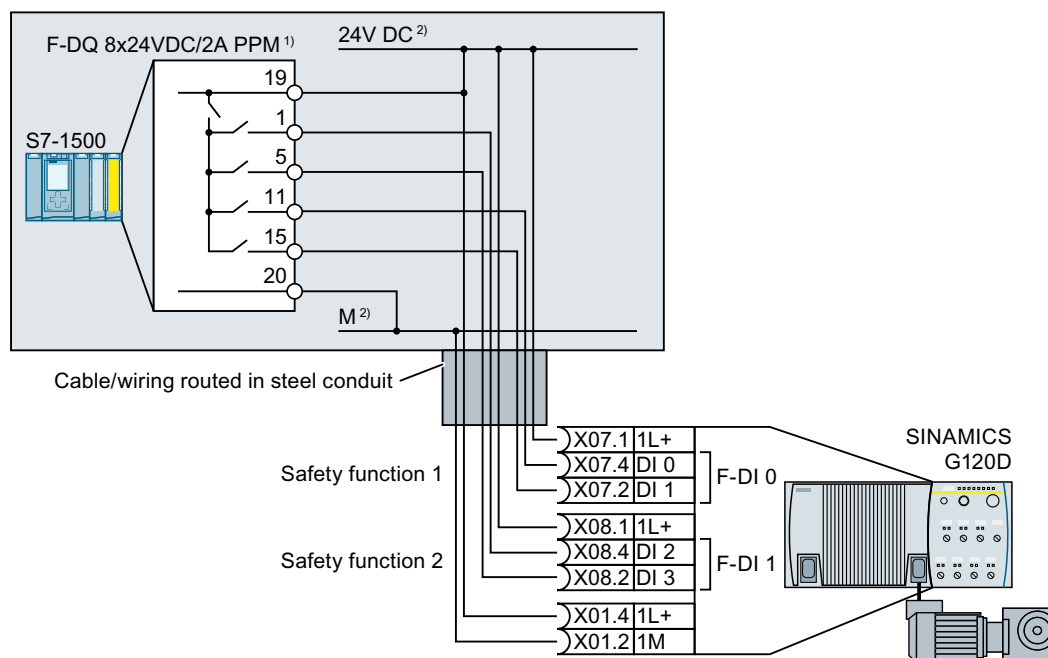 F-DQ 8x24VDC/2A PPM 1)
24V DC 2)
19
1
S7-1500
5
11
15
20
M 2)
Cable/wiring routed in steel conduit
X07.1 1L+
SINAMICS
G120D
Safety function 1
X07.4 DI 0
F-DI 0
X07.2 DI 1
X08.1 1L+
Safety function 2
X08.4 DI 2
F-DI 1
X08.2 DI 3
X01.4 1L+
X01.2 1M